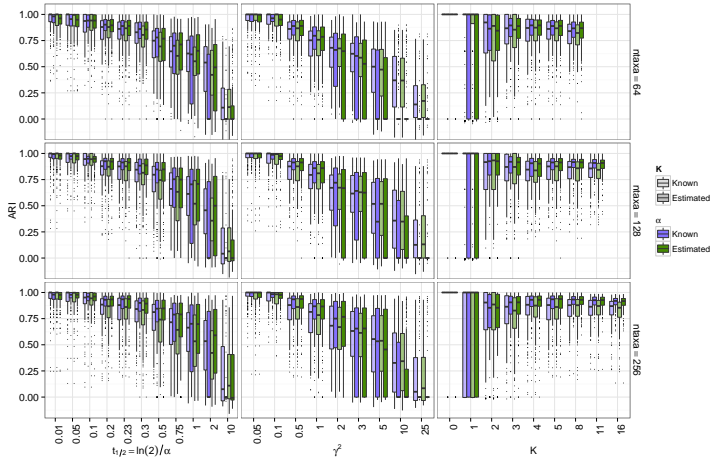 1.00
0.75
0.50
0.25
0.00
ntaxa = 64
1.00
0.75
0.50
0.25
0.00
ARI
ntaxa = 128
1.00
0.75
0.50
0.25
0.00
ntaxa = 256
K
Known
Estimated
α
Known
Estimated
0.01 0.05 0.1 0.2 0.23 0.3 0.5 0.75 1 2 10
0.05 0.1 0.5 1 2 3 5 10 25
0 1 2 3 4 5 8 11 16
t1/2 = ln(2)/α
γ²
K